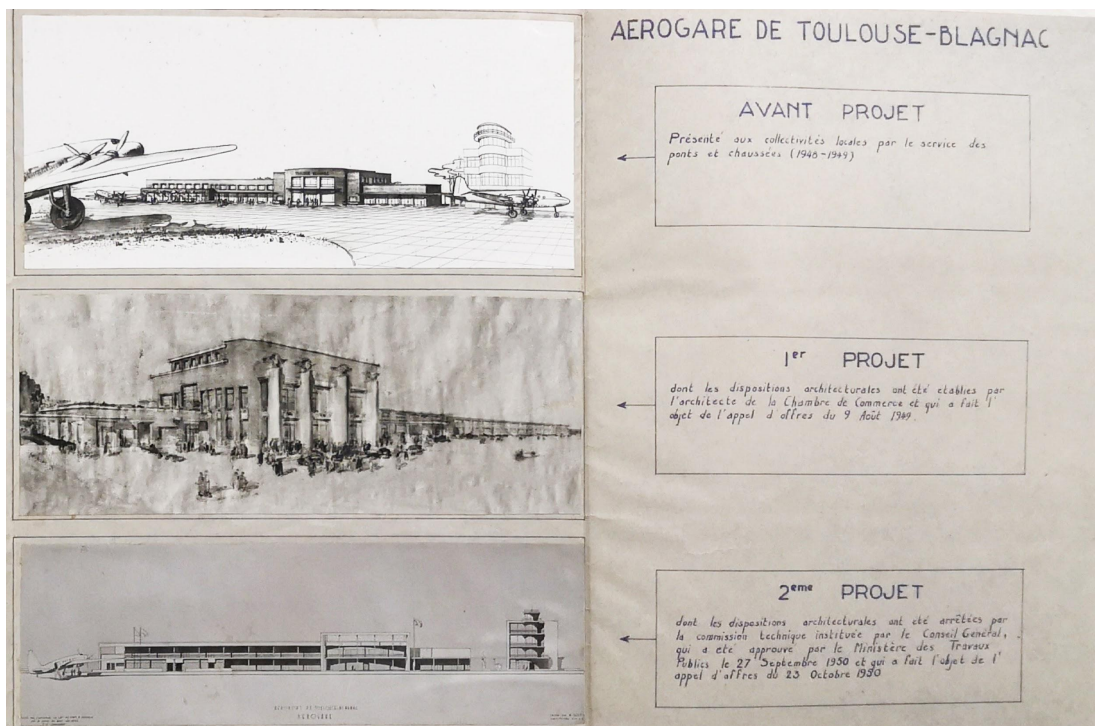 AEROGARE DE TOULOUSE-BLAGNAC
AVANT PROJET
Présenté aux collectivités locales par le service des
ponts et chaussées (1948-1949)
1er PROJET
dont les dispositions architecturales ont été établies par
l'architecte de la Chambre de Commerce et qui a fait l'
objet de l'appel d'offres du 9 Août 1949.
2eme PROJET
dont les dispositions architecturales ont été arrêtées par
la commission technique instituée par le Conseil Général,
qui a été approuvé par le Ministère des Travaux
Publics le 27 Septembre 1950 et qui a fait l'objet de l'
appel d'offres du 23 Octobre 1950